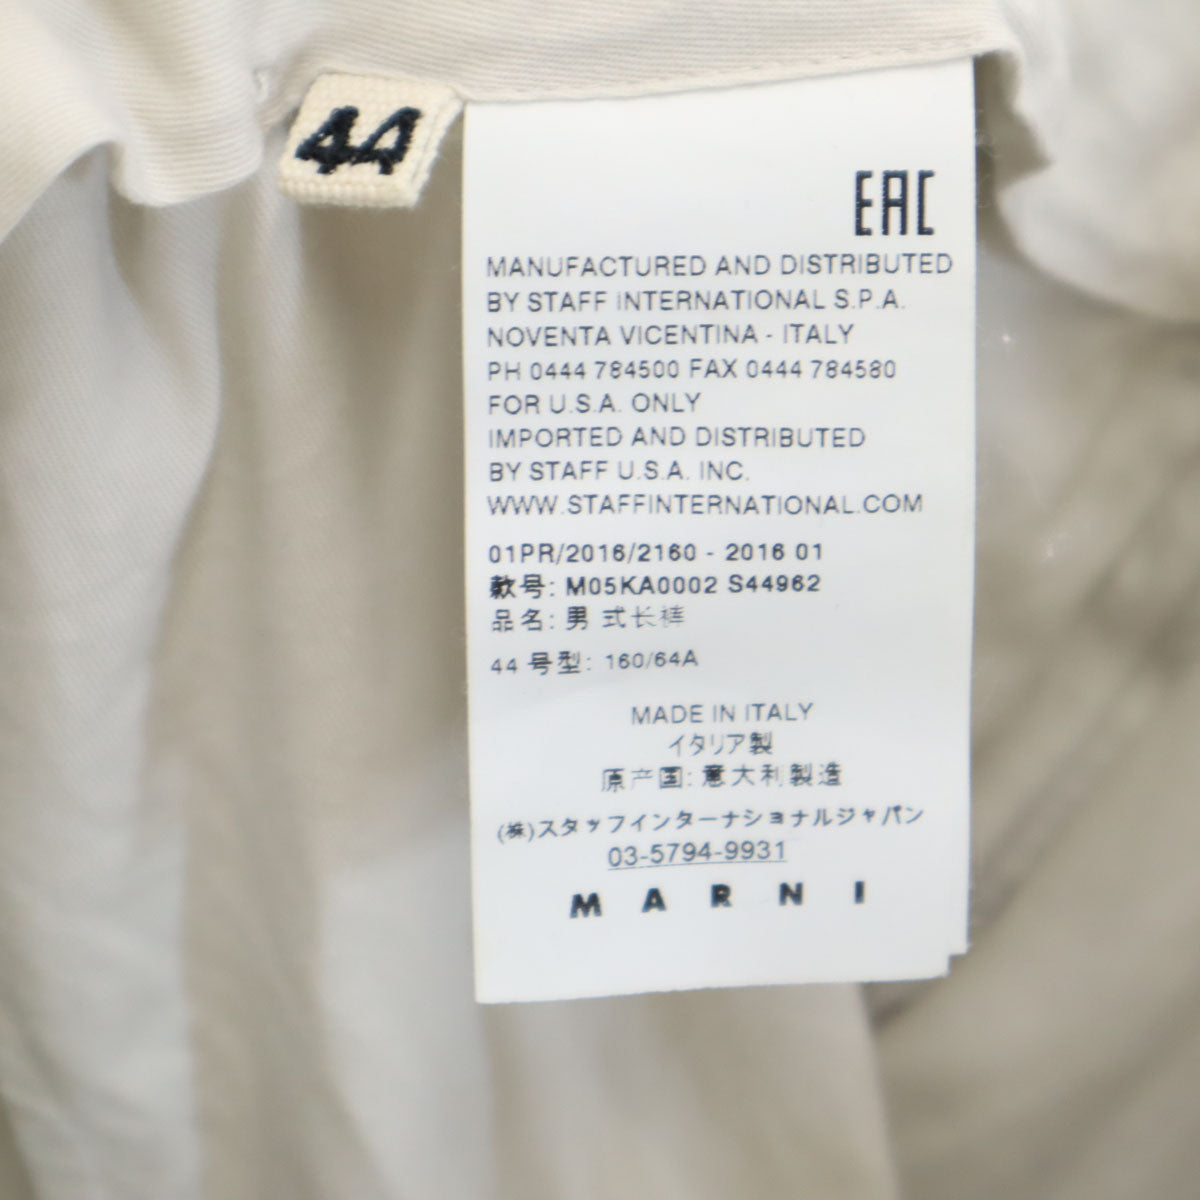 44
EAC
MANUFACTURED AND DISTRIBUTED
BY STAFF INTERNATIONAL S.P.A.
NOVENTA VICENTINA - ITALY
PH 0444 784500 FAX 0444 784580
FOR U.S.A. ONLY
IMPORTED AND DISTRIBUTED
BY STAFF U.S.A. INC.
WWW.STAFFINTERNATIONAL.COM
01PR/2016/2160 - 2016 01
款号: M05KA0002 S44962
品名: 男 式长裤
44 号型: 160/64A
MADE IN ITALY
イタリア製
原产国: 意大利製造
(株)スタッフインターナショナルジャパン
03-5794-9931
MARNI